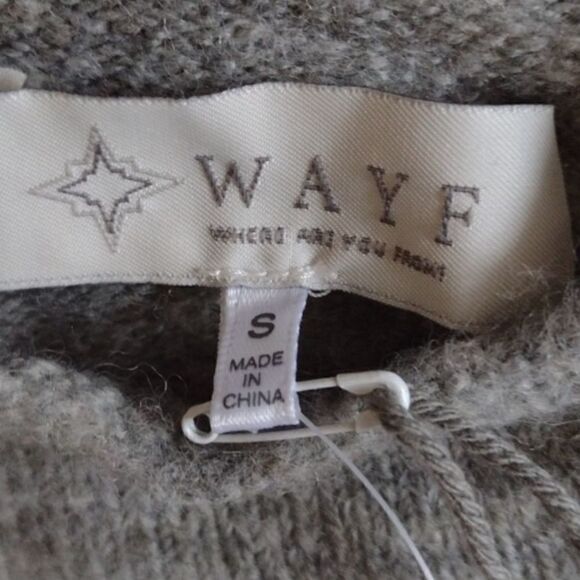 WAYF
WHERE ARE YOU FROM?
S
MADE
IN
CHINA